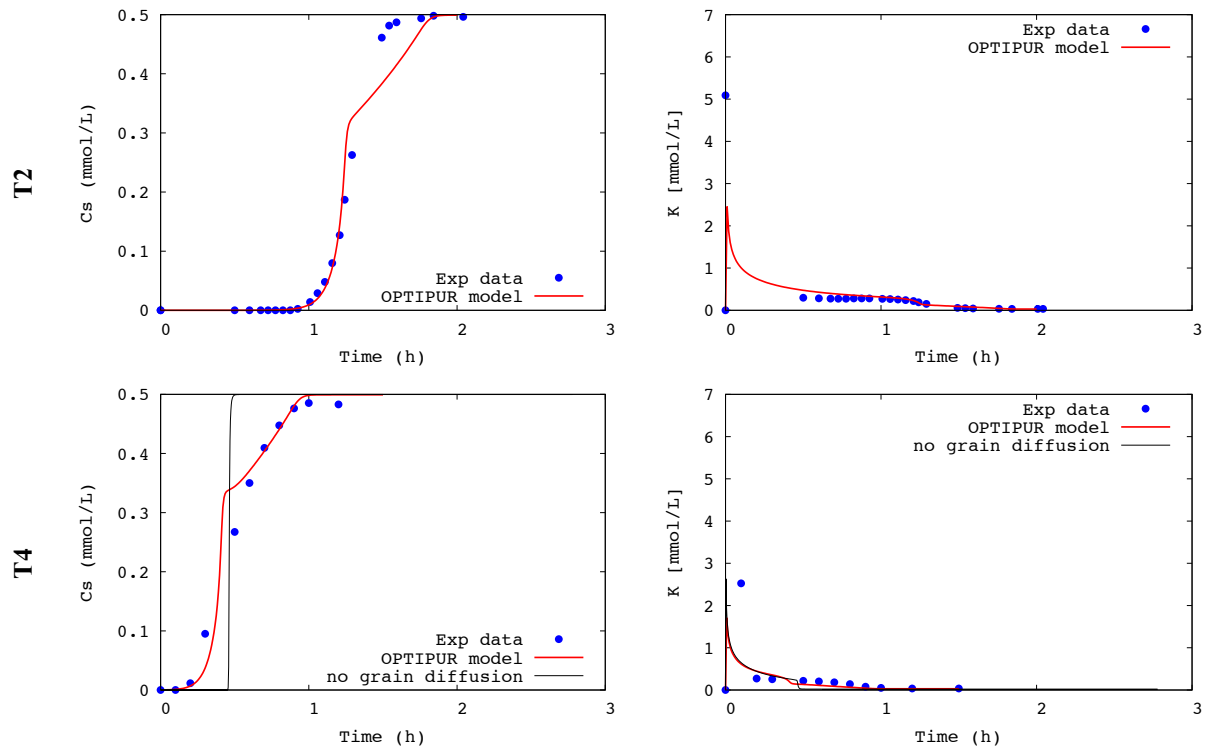 T2
0.5
0.4
0.3
0.2
0.1
0
Cs (mmol/L)
Exp data
OPTIPUR model
0 1 2 3
Time (h)
7
6
5
4
3
2
1
0
K [mmol/L]
Exp data
OPTIPUR model
0 1 2 3
Time (h)
T4
0.5
0.4
0.3
0.2
0.1
0
Cs (mmol/L)
Exp data
OPTIPUR model
no grain diffusion
0 1 2 3
Time (h)
7
6
5
4
3
2
1
0
K [mmol/L]
Exp data
OPTIPUR model
no grain diffusion
0 1 2 3
Time (h)